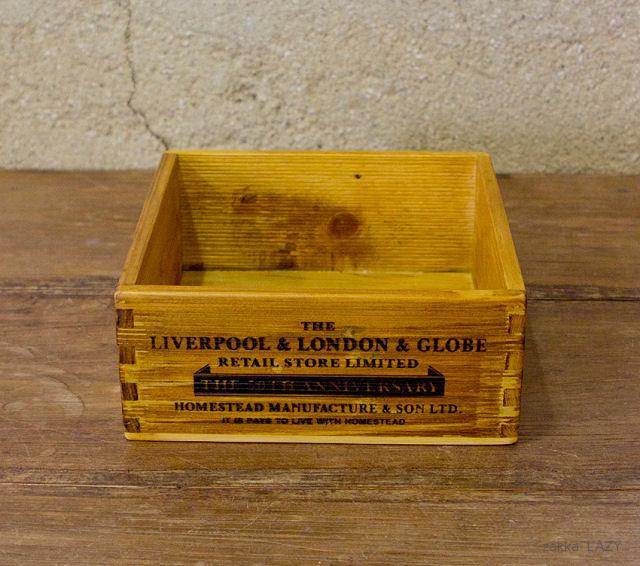 THE
LIVERPOOL & LONDON & GLOBE
RETAIL STORE LIMITED
THE 50TH ANNIVERSARY
HOMESTEAD MANUFACTURE & SON LTD.
IT IS PAYS TO LIVE WITH HOMESTEAD
zakka LAZY